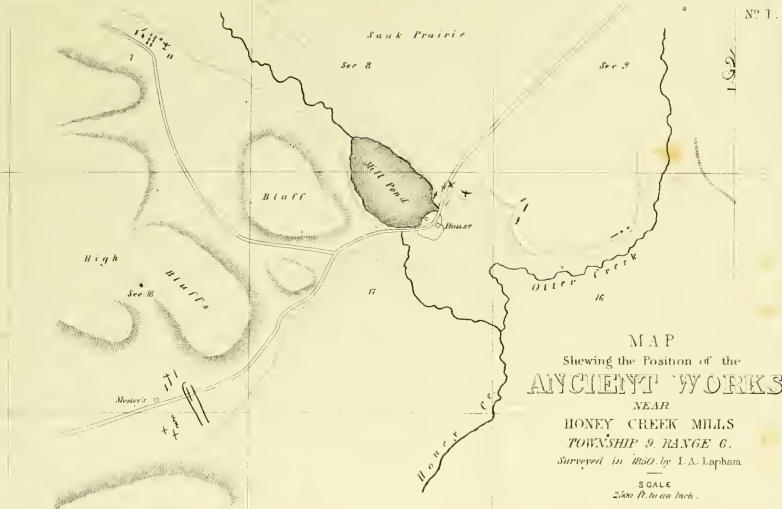 Nº 1.
Sauk Prairie
7
Sec 8
Sec 9
Mill Pond
Bluff
House
High
Bluffs
Sec 18
17
Otter Creek
16
Honey Cr.
MAP
Shewing the Position of the
ANCIENT WORKS
NEAR
HONEY CREEK MILLS
TOWNSHIP 9. RANGE 6.
Surveyed in 1850. by I. A. Lapham
SCALE
2500 Ft. to an Inch.